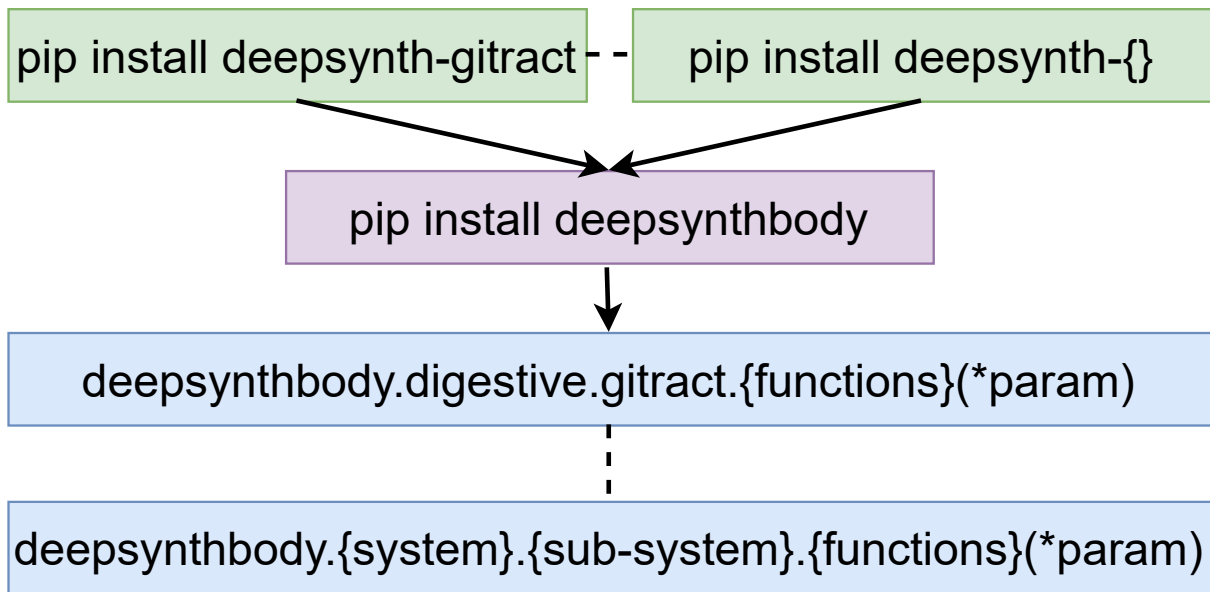 pip install deepsynth-gitract
pip install deepsynth-{}
pip install deepsynthbody
deepsynthbody.digestive.gitract.{functions}(*param)
deepsynthbody.{system}.{sub-system}.{functions}(*param)